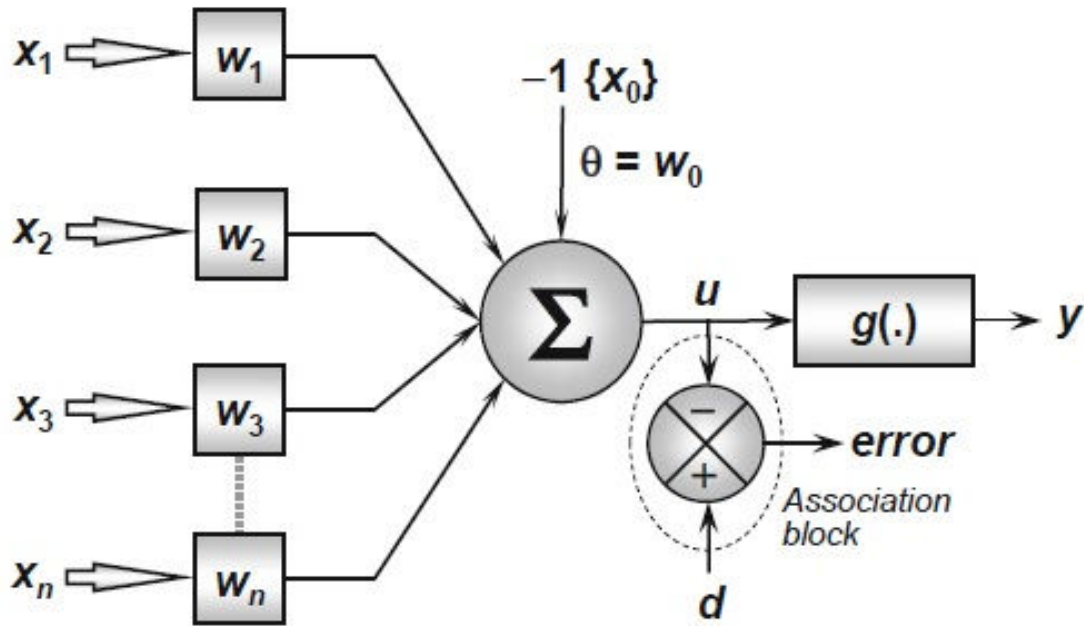 x₁ w₁
−1 {x₀}
θ = w₀
x₂ w₂
Σ u g(.) y
x₃ w₃
−
+
error
Association
block
xₙ wₙ
d